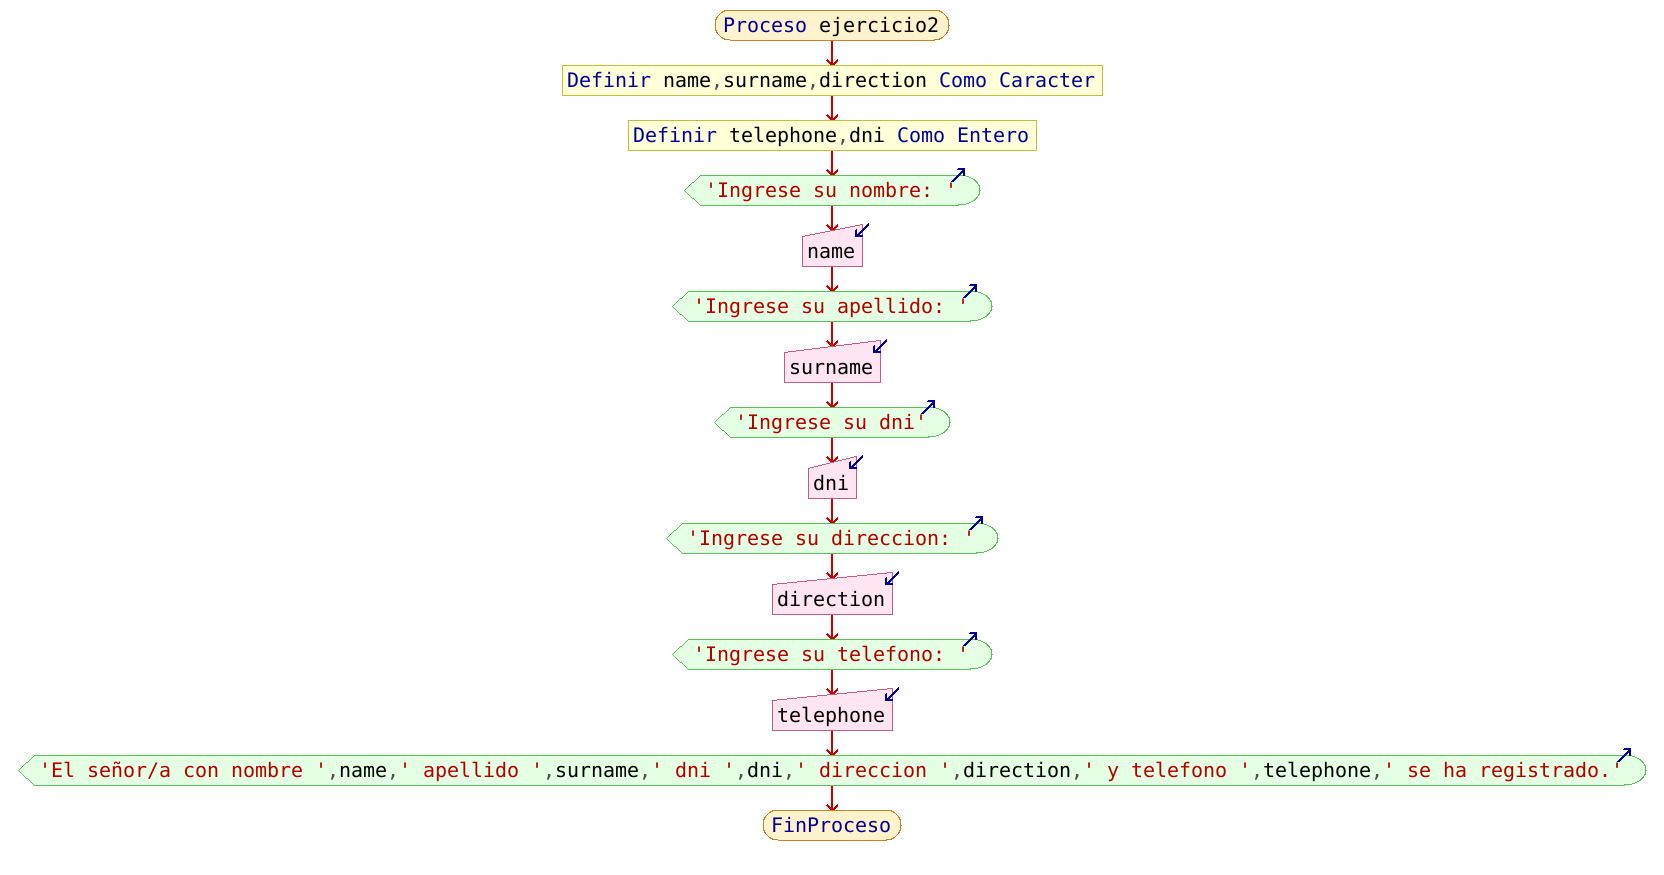 Proceso ejercicio2
Definir name,surname,direction Como Caracter
Definir telephone,dni Como Entero
'Ingrese su nombre: '
name
'Ingrese su apellido: '
surname
'Ingrese su dni'
dni
'Ingrese su direccion: '
direction
'Ingrese su telefono: '
telephone
'El señor/a con nombre ',name,' apellido ',surname,' dni ',dni,' direccion ',direction,' y telefono ',telephone,' se ha registrado.'
FinProceso